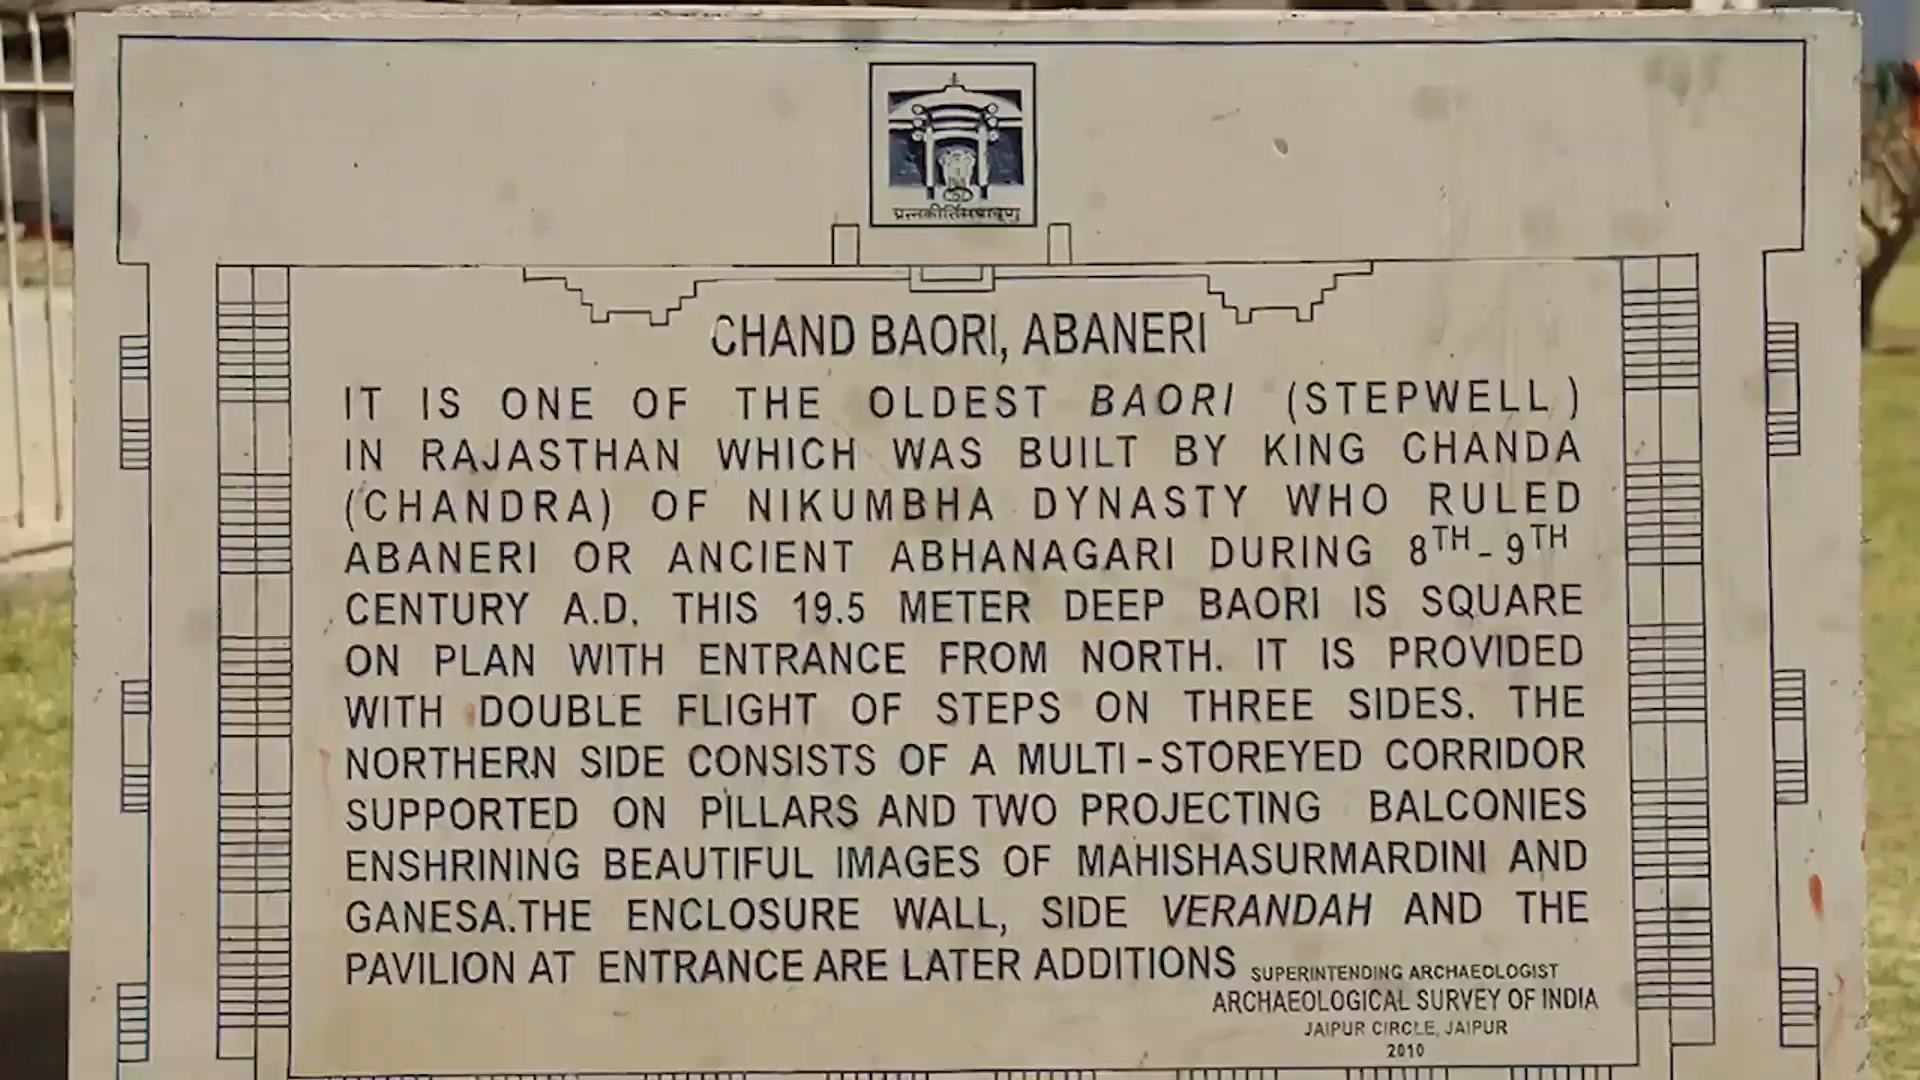 प्रत्नकीर्तिमपावृणु
CHAND BAORI, ABANERI
IT IS ONE OF THE OLDEST BAORI (STEPWELL)
IN RAJASTHAN WHICH WAS BUILT BY KING CHANDA
(CHANDRA) OF NIKUMBHA DYNASTY WHO RULED
ABANERI OR ANCIENT ABHANAGARI DURING 8TH-9TH
CENTURY A.D. THIS 19.5 METER DEEP BAORI IS SQUARE
ON PLAN WITH ENTRANCE FROM NORTH. IT IS PROVIDED
WITH DOUBLE FLIGHT OF STEPS ON THREE SIDES. THE
NORTHERN SIDE CONSISTS OF A MULTI-STOREYED CORRIDOR
SUPPORTED ON PILLARS AND TWO PROJECTING BALCONIES
ENSHRINING BEAUTIFUL IMAGES OF MAHISHASURMARDINI AND
GANESA.THE ENCLOSURE WALL, SIDE VERANDAH AND THE
PAVILION AT ENTRANCE ARE LATER ADDITIONS
SUPERINTENDING ARCHAEOLOGIST
ARCHAEOLOGICAL SURVEY OF INDIA
JAIPUR CIRCLE, JAIPUR
2010